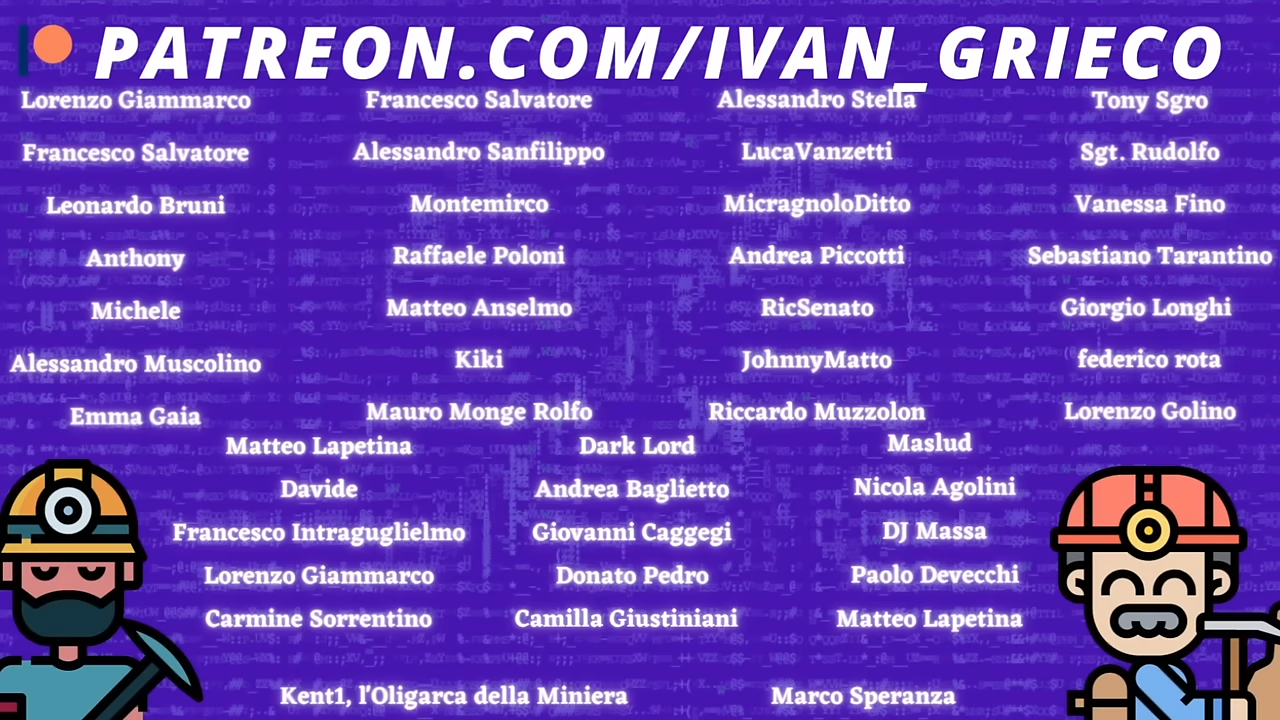 PATREON.COM/IVAN_GRIECO
Lorenzo Giammarco Francesco Salvatore Alessandro Stella Tony Sgro
Francesco Salvatore Alessandro Sanfilippo LucaVanzetti Sgt. Rudolfo
Leonardo Bruni Montemirco MicragnoloDitto Vanessa Fino
Anthony Raffaele Poloni Andrea Piccotti Sebastiano Tarantino
Michele Matteo Anselmo RicSenato Giorgio Longhi
Alessandro Muscolino Kiki JohnnyMatto federico rota
Emma Gaia Mauro Monge Rolfo Riccardo Muzzolon Lorenzo Golino
Matteo Lapetina Dark Lord Maslud
Davide Andrea Baglietto Nicola Agolini
Francesco Intraguglielmo Giovanni Caggegi DJ Massa
Lorenzo Giammarco Donato Pedro Paolo Devecchi
Carmine Sorrentino Camilla Giustiniani Matteo Lapetina
Kent1, l'Oligarca della Miniera Marco Speranza